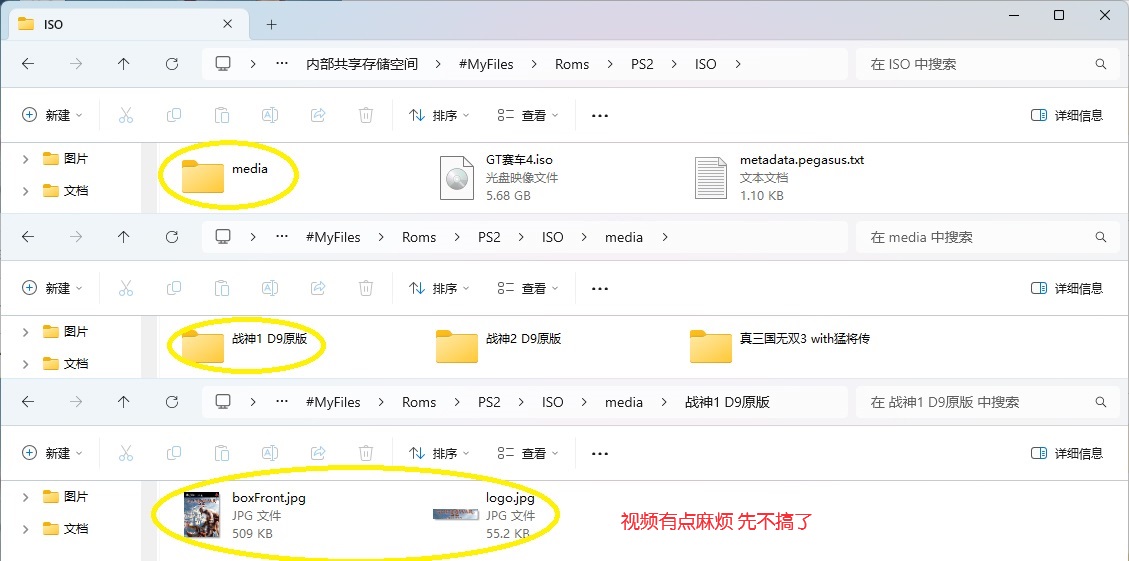 ISO
内部共享存储空间 #MyFiles Roms PS2 ISO
在 ISO 中搜索
新建 排序 查看 详细信息
图片
文档
media
GT赛车4.iso
光盘映像文件
5.68 GB
metadata.pegasus.txt
文本文档
1.10 KB
#MyFiles Roms PS2 ISO media
在 media 中搜索
新建 排序 查看 详细信息
图片
文档
战神1 D9原版
战神2 D9原版
真三国无双3 with猛将传
#MyFiles Roms PS2 ISO media 战神1 D9原版
在 战神1 D9原版 中搜索
新建 排序 查看 详细信息
图片
文档
boxFront.jpg
JPG 文件
509 KB
logo.jpg
JPG 文件
55.2 KB
视频有点麻烦 先不搞了